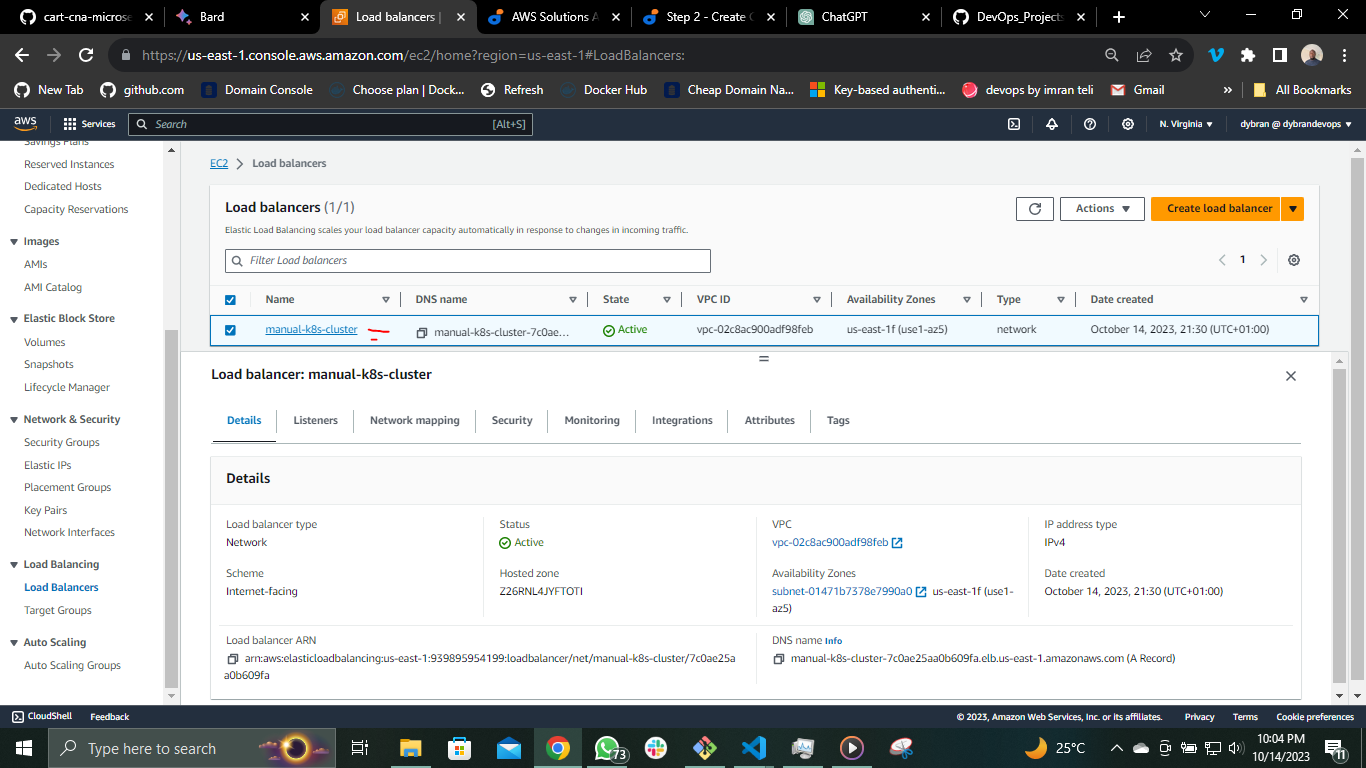 cart-cna-microse
Bard
Load balancers |
AWS Solutions A
Step 2 - Create C
ChatGPT
DevOps_Projects
https://us-east-1.console.aws.amazon.com/ec2/home?region=us-east-1#LoadBalancers:
New Tab
github.com
Domain Console
Choose plan | Dock...
Refresh
Docker Hub
Cheap Domain Na...
Key-based authenti...
devops by imran teli
Gmail
»
All Bookmarks
aws
Services
Search
[Alt+S]
N. Virginia
dybran @ dybrandevops
Savings Plans
Reserved Instances
Dedicated Hosts
Capacity Reservations
Images
AMIs
AMI Catalog
Elastic Block Store
Volumes
Snapshots
Lifecycle Manager
Network & Security
Security Groups
Elastic IPs
Placement Groups
Key Pairs
Network Interfaces
Load Balancing
Load Balancers
Target Groups
Auto Scaling
Auto Scaling Groups
EC2 > Load balancers
Load balancers (1/1)
Elastic Load Balancing scales your load balancer capacity automatically in response to changes in incoming traffic.
Actions
Create load balancer
Filter Load balancers
1
Name DNS name State VPC ID Availability Zones Type Date created
manual-k8s-cluster manual-k8s-cluster-7c0ae... Active vpc-02c8ac900adf98feb us-east-1f (use1-az5) network October 14, 2023, 21:30 (UTC+01:00)
Load balancer: manual-k8s-cluster
Details Listeners Network mapping Security Monitoring Integrations Attributes Tags
Details
Load balancer type
Network
Status
Active
VPC
vpc-02c8ac900adf98feb
IP address type
IPv4
Scheme
Internet-facing
Hosted zone
Z26RNL4JYFTOTI
Availability Zones
subnet-01471b7378e7990a0 us-east-1f (use1-
az5)
Date created
October 14, 2023, 21:30 (UTC+01:00)
Load balancer ARN
arn:aws:elasticloadbalancing:us-east-1:939895954199:loadbalancer/net/manual-k8s-cluster/7c0ae25a
a0b609fa
DNS name Info
manual-k8s-cluster-7c0ae25aa0b609fa.elb.us-east-1.amazonaws.com (A Record)
CloudShell
Feedback
© 2023, Amazon Web Services, Inc. or its affiliates.
Privacy
Terms
Cookie preferences
Type here to search
73
25°C
10:04 PM
10/14/2023
11